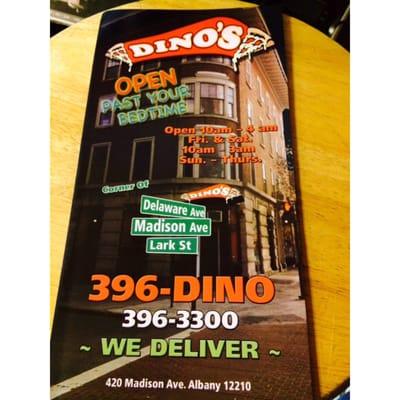 DINO'S
OPEN
PAST YOUR
BEDTIME
Open 10am - 4 am
Fri. & Sat.
10am - 3am
Sun. - Thurs.
Corner Of
DINO'S
Delaware Ave
Madison Ave
Lark St
396-DINO
396-3300
~ WE DELIVER ~
420 Madison Ave. Albany 12210